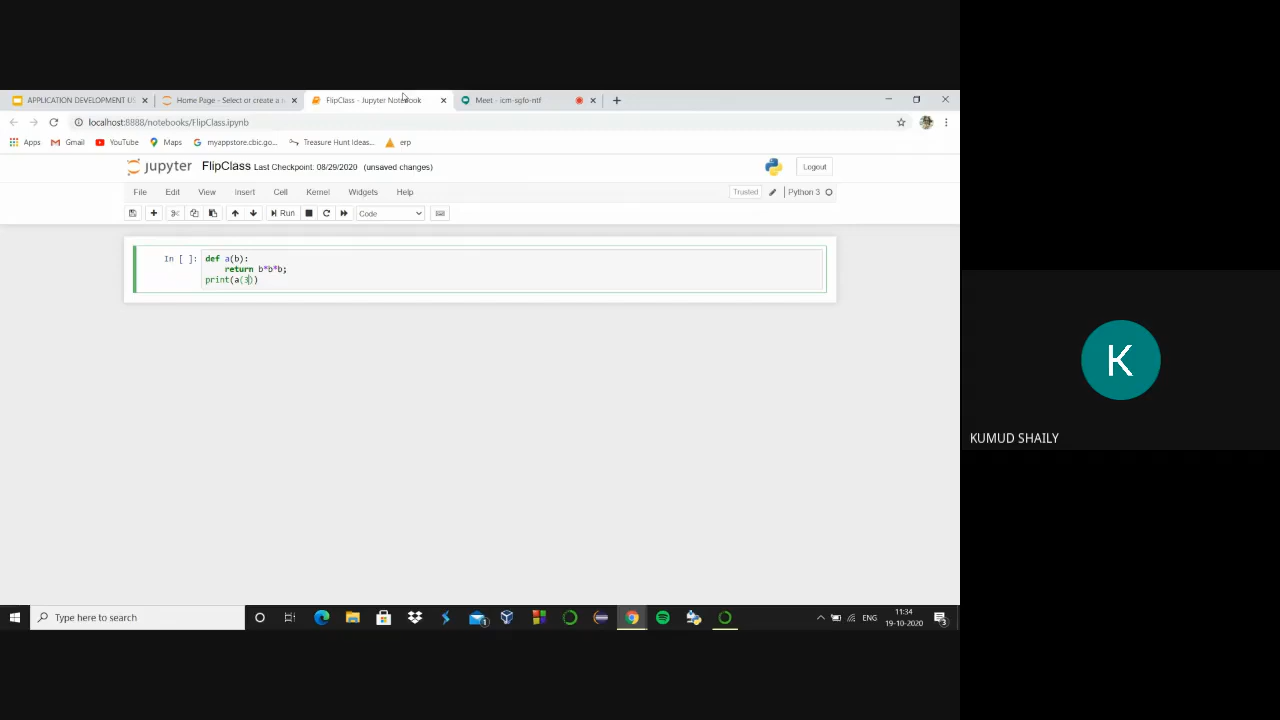 APPLICATION DEVELOPMENT
Home Page - Select or create a
FlipClass - Jupyter Notebook
Meet - icm-sgfo-ntf
localhost:8888/notebooks/FlipClass.ipynb
Apps
Gmail
YouTube
Maps
myappstore.cbic.go...
Treasure Hunt Ideas...
erp
jupyter FlipClass Last Checkpoint: 08/29/2020 (unsaved changes)
Logout
File Edit View Insert Cell Kernel Widgets Help
Trusted
Python 3
Run
Code
In [ ]: def a(b):
return b*b*b;
print(a(3))
K
KUMUD SHAILY
Type here to search
1
ENG
11:34
19-10-2020
3